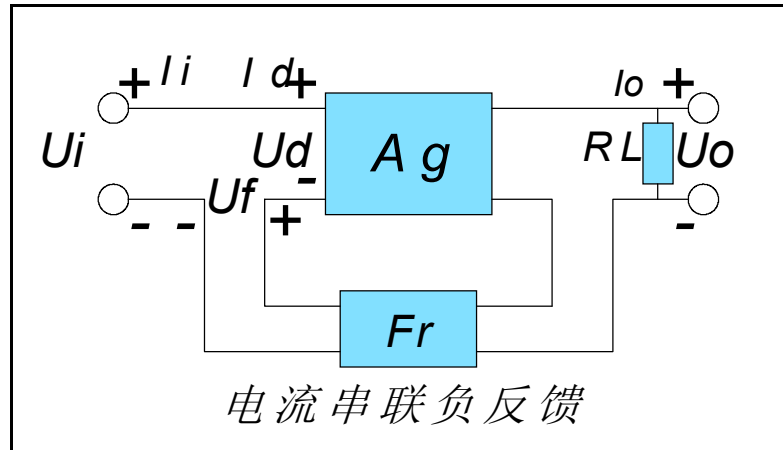 + Ii Id + Io +
Ui Ud Ag RL Uo
-
- - Uf + -
Fr
电流串联负反馈